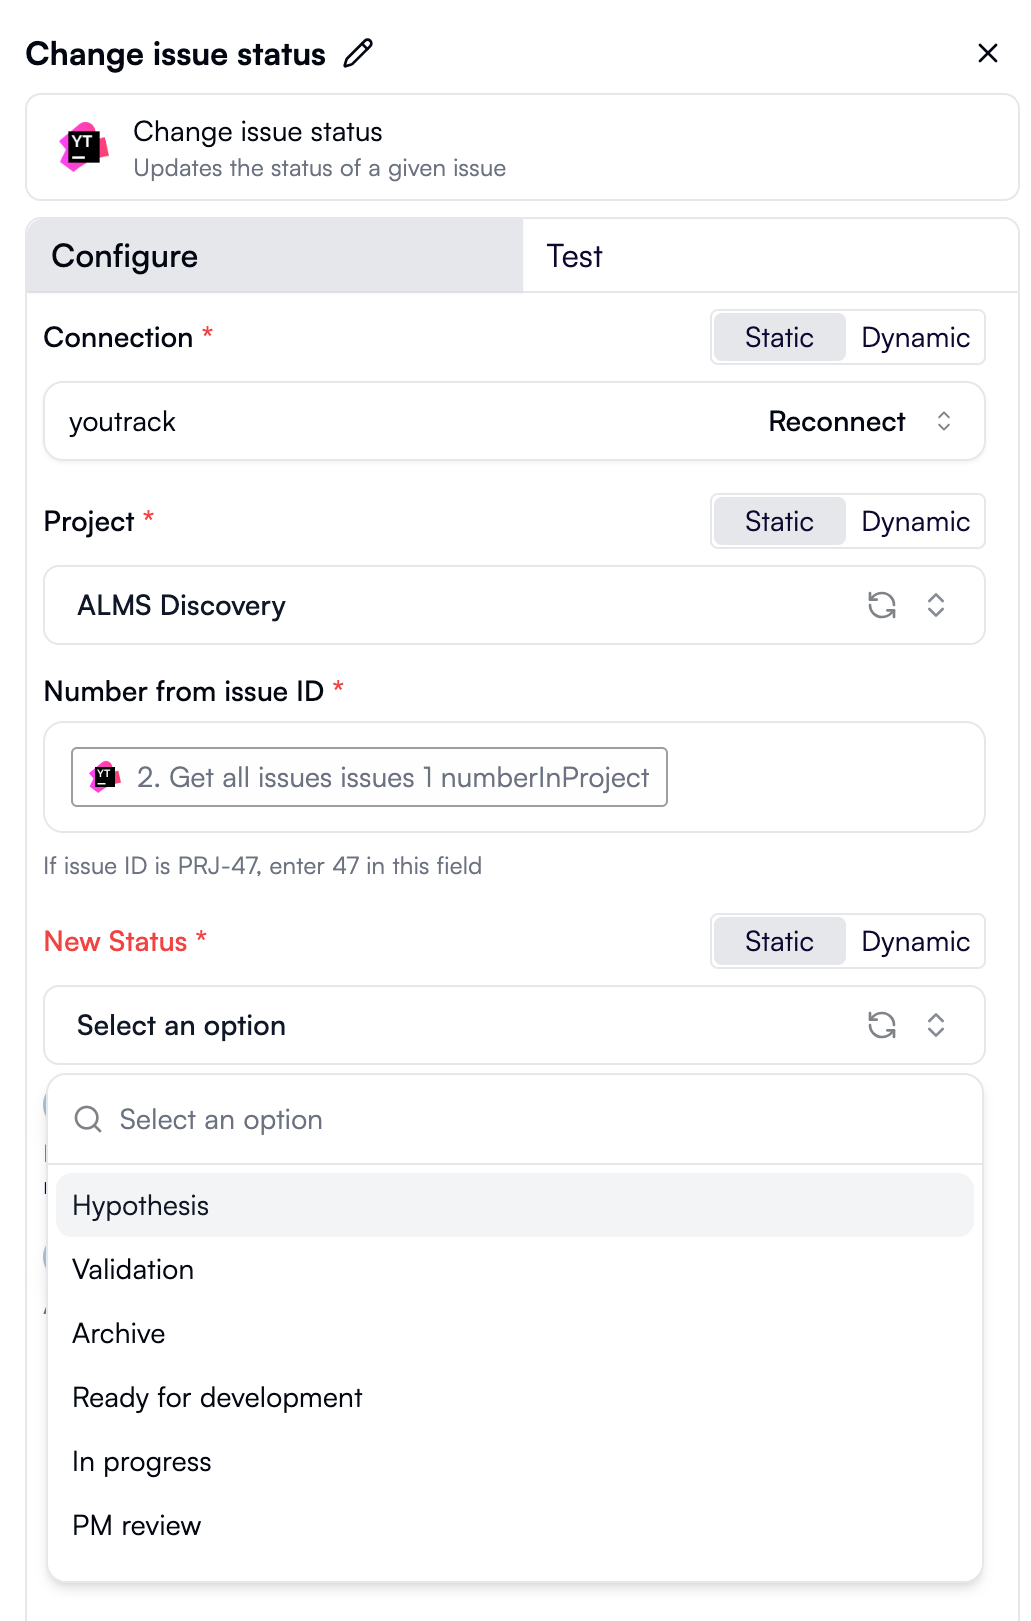 Change issue status
YT
Change issue status
Updates the status of a given issue
Configure
Test
Connection *
Static
Dynamic
youtrack
Reconnect
Project *
Static
Dynamic
ALMS Discovery
Number from issue ID *
YT
2. Get all issues issues 1 numberInProject
If issue ID is PRJ-47, enter 47 in this field
New Status *
Static
Dynamic
Select an option
Select an option
Hypothesis
Validation
Archive
Ready for development
In progress
PM review